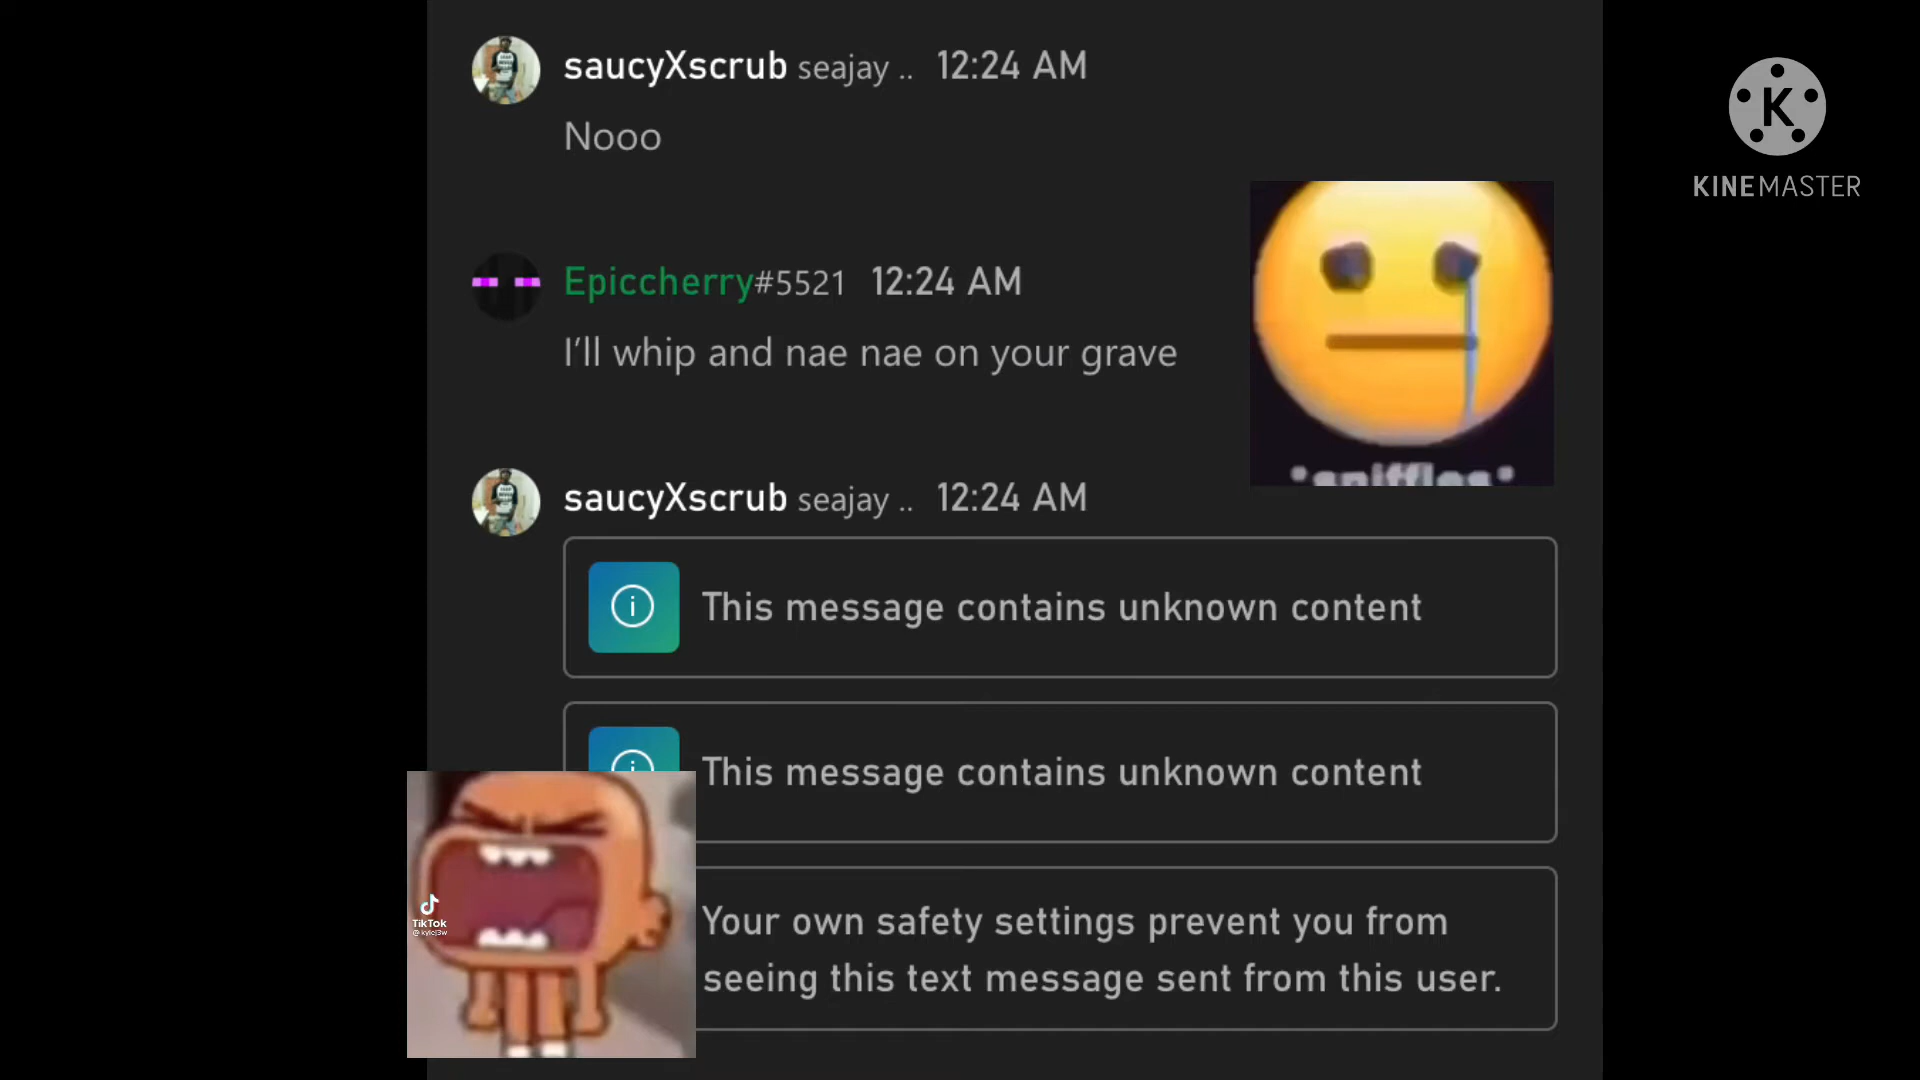 saucyXscrub seajay .. 12:24 AM
Nooo
K
KINEMASTER
Epiccherry#5521 12:24 AM
I'll whip and nae nae on your grave
*sniffles*
saucyXscrub seajay .. 12:24 AM
This message contains unknown content
This message contains unknown content
TikTok
Your own safety settings prevent you from
seeing this text message sent from this user.